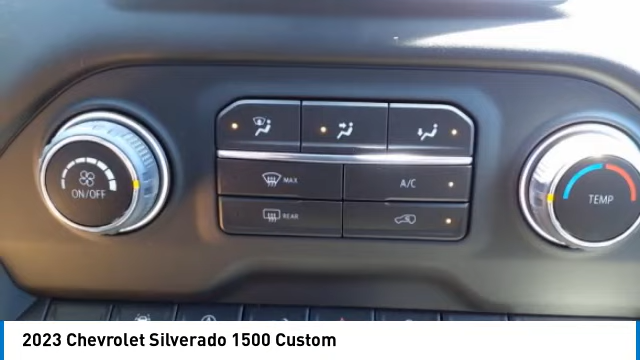 MAX
A/C
ON/OFF
TEMP
REAR
2023 Chevrolet Silverado 1500 Custom